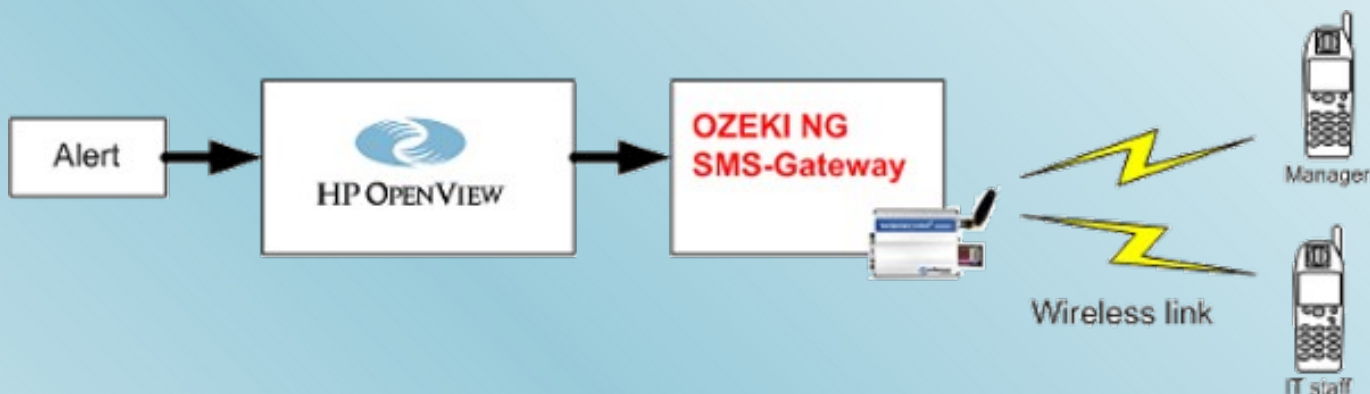 Alert
HP OPENVIEW
OZEKI NG
SMS-Gateway
Manager
Wireless link
IT staff